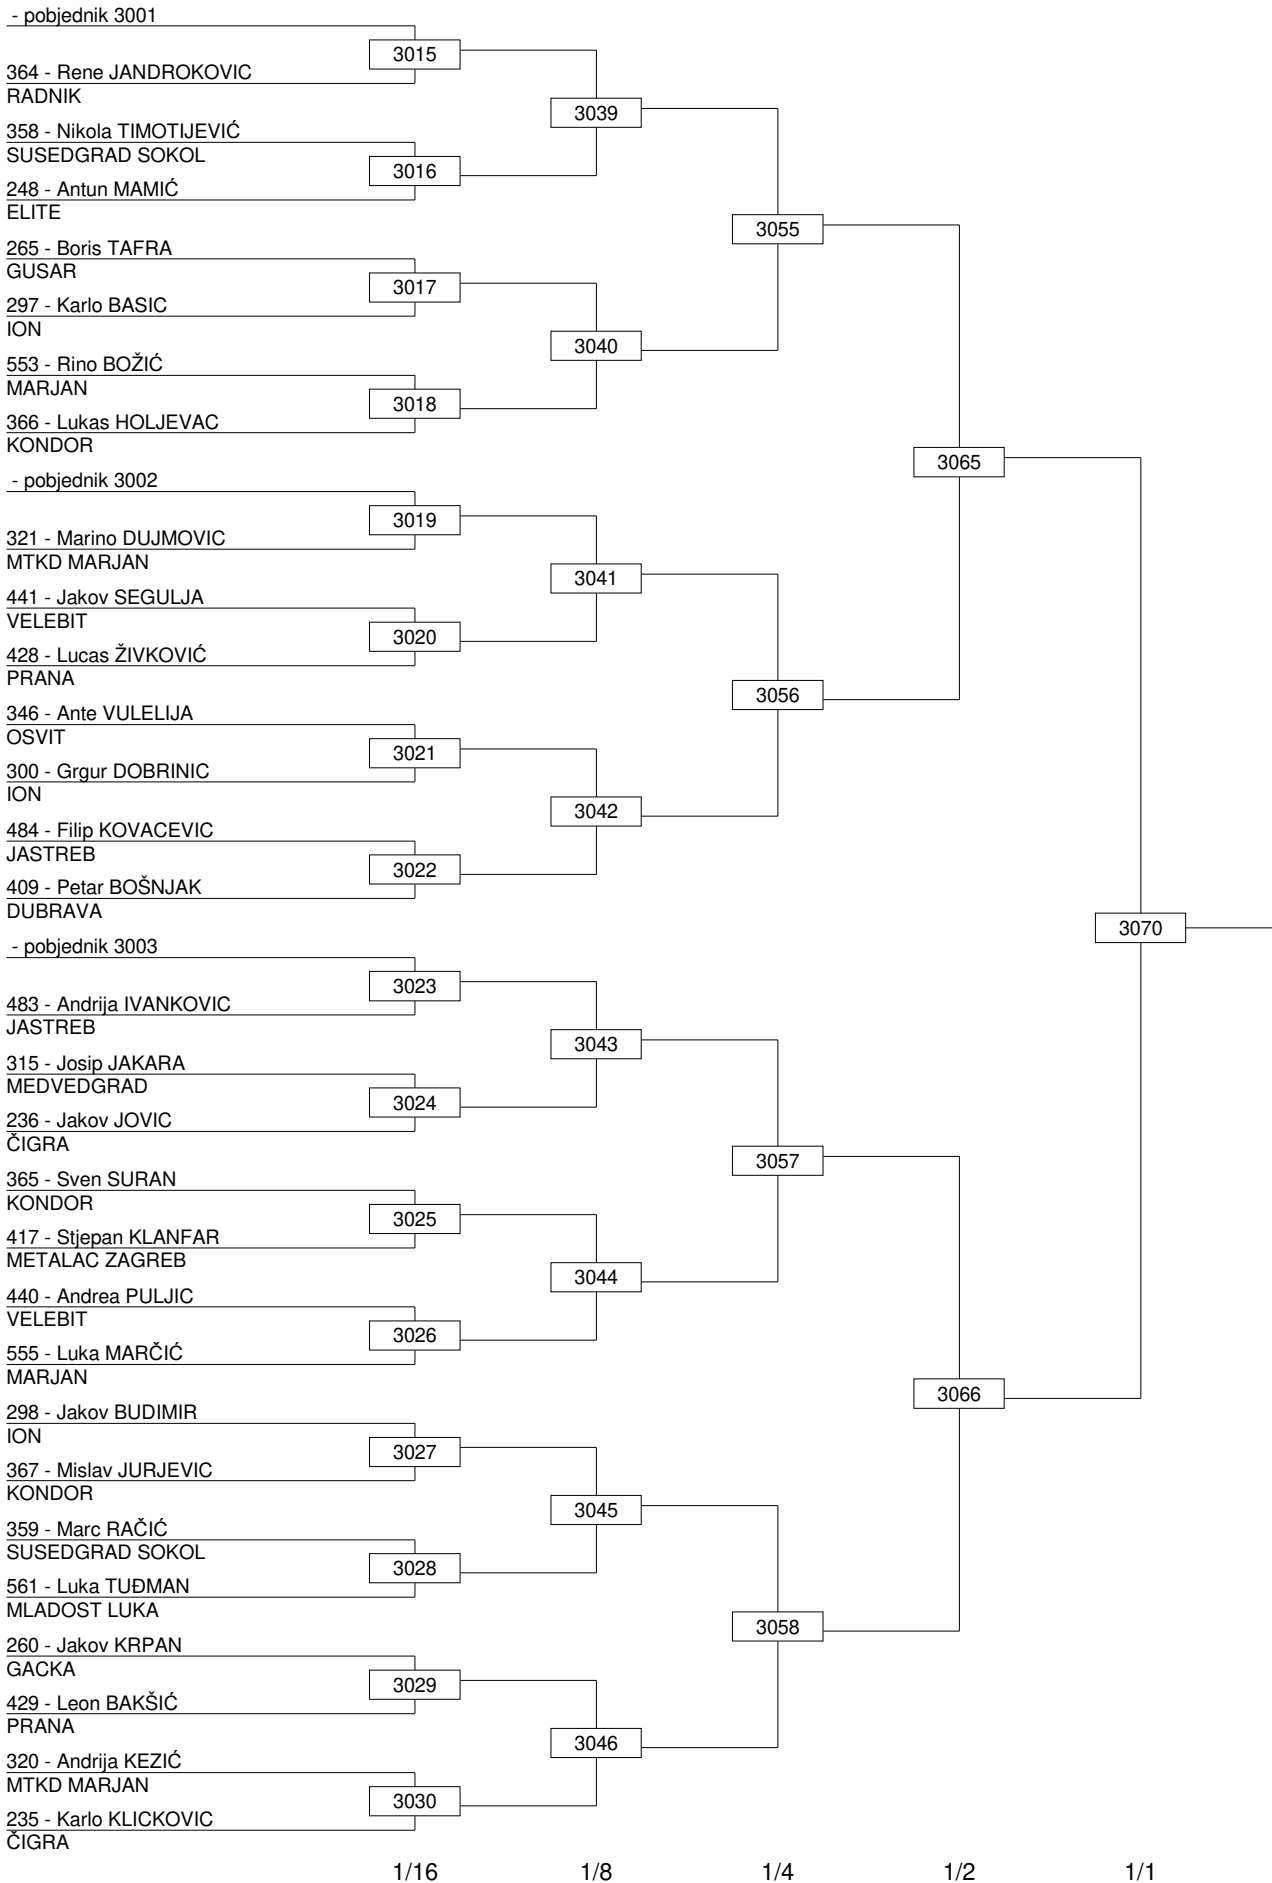 - pobjednik 3001
3015
364 - Rene JANDROKOVIC
RADNIK
3039
358 - Nikola TIMOTIJEVIĆ
SUSEDGRAD SOKOL
3016
248 - Antun MAMIĆ
ELITE
3055
265 - Boris TAFRA
GUSAR
3017
297 - Karlo BASIC
ION
3040
553 - Rino BOŽIĆ
MARJAN
3018
366 - Lukas HOLJEVAC
KONDOR
3065
- pobjednik 3002
3019
321 - Marino DUJMOVIC
MTKD MARJAN
3041
441 - Jakov SEGULJA
VELEBIT
3020
428 - Lucas ŽIVKOVIĆ
PRANA
3056
346 - Ante VULELIJA
OSVIT
3021
300 - Grgur DOBRINIC
ION
3042
484 - Filip KOVACEVIC
JASTREB
3022
409 - Petar BOŠNJAK
DUBRAVA
3070
- pobjednik 3003
3023
483 - Andrija IVANKOVIC
JASTREB
3043
315 - Josip JAKARA
MEDVEDGRAD
3024
236 - Jakov JOVIC
ČIGRA
3057
365 - Sven SURAN
KONDOR
3025
417 - Stjepan KLANFAR
METALAC ZAGREB
3044
440 - Andrea PULJIC
VELEBIT
3026
555 - Luka MARČIĆ
MARJAN
3066
298 - Jakov BUDIMIR
ION
3027
367 - Mislav JURJEVIC
KONDOR
3045
359 - Marc RAČIĆ
SUSEDGRAD SOKOL
3028
561 - Luka TUĐMAN
MLADOST LUKA
3058
260 - Jakov KRPAN
GACKA
3029
429 - Leon BAKŠIĆ
PRANA
3046
320 - Andrija KEZIĆ
MTKD MARJAN
3030
235 - Karlo KLICKOVIC
ČIGRA
1/16 1/8 1/4 1/2 1/1